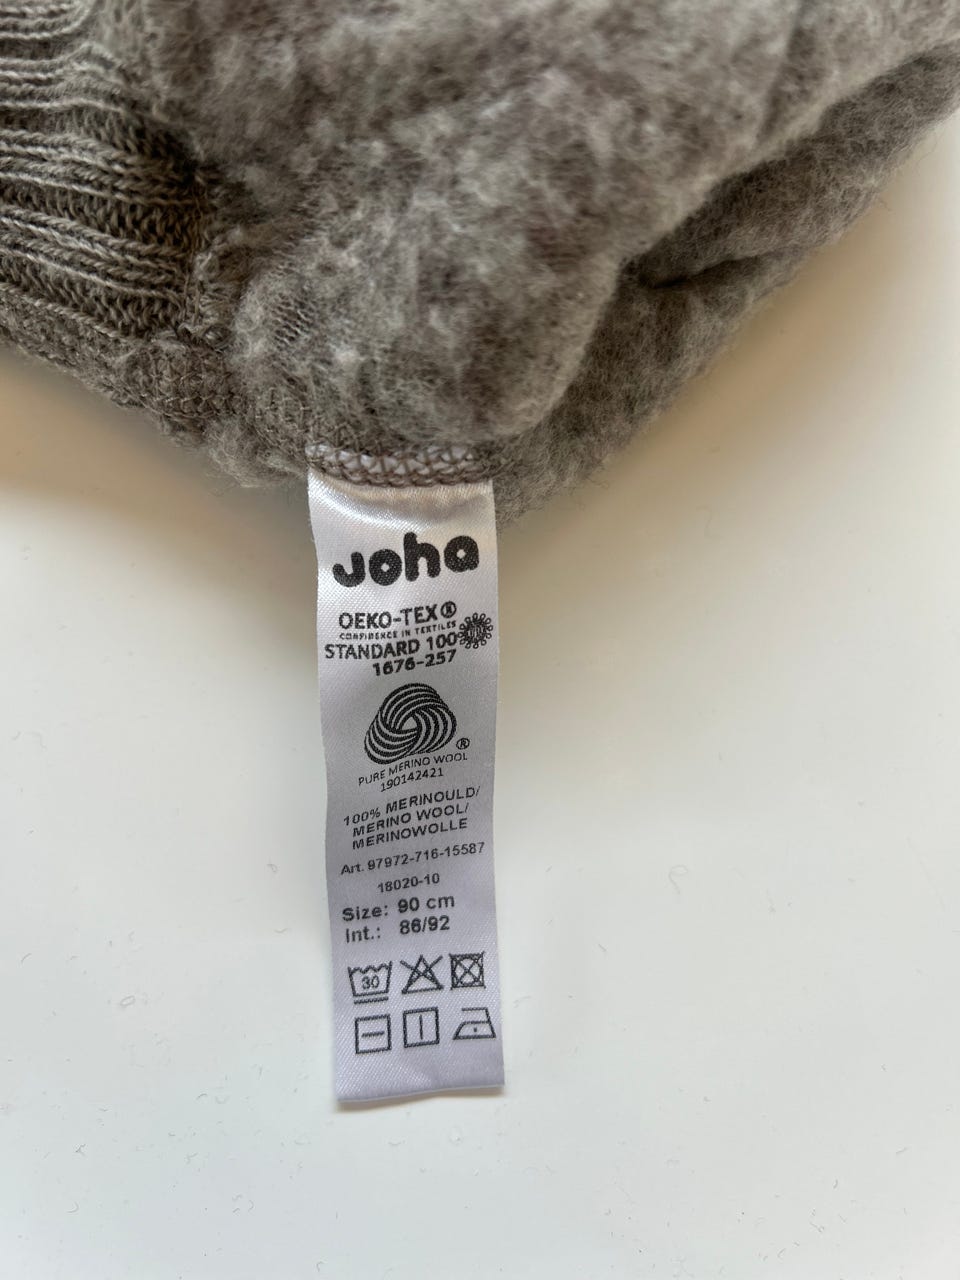 Joha
OEKO-TEX®
CONFIDENCE IN TEXTILES
STANDARD 100
1676-257
®
PURE MERINO WOOL
190142421
100% MERINOULD/
MERINO WOOL/
MERINOWOLLE
Art. 97972-716-15587
18020-10
Size: 90 cm
Int.: 86/92
30